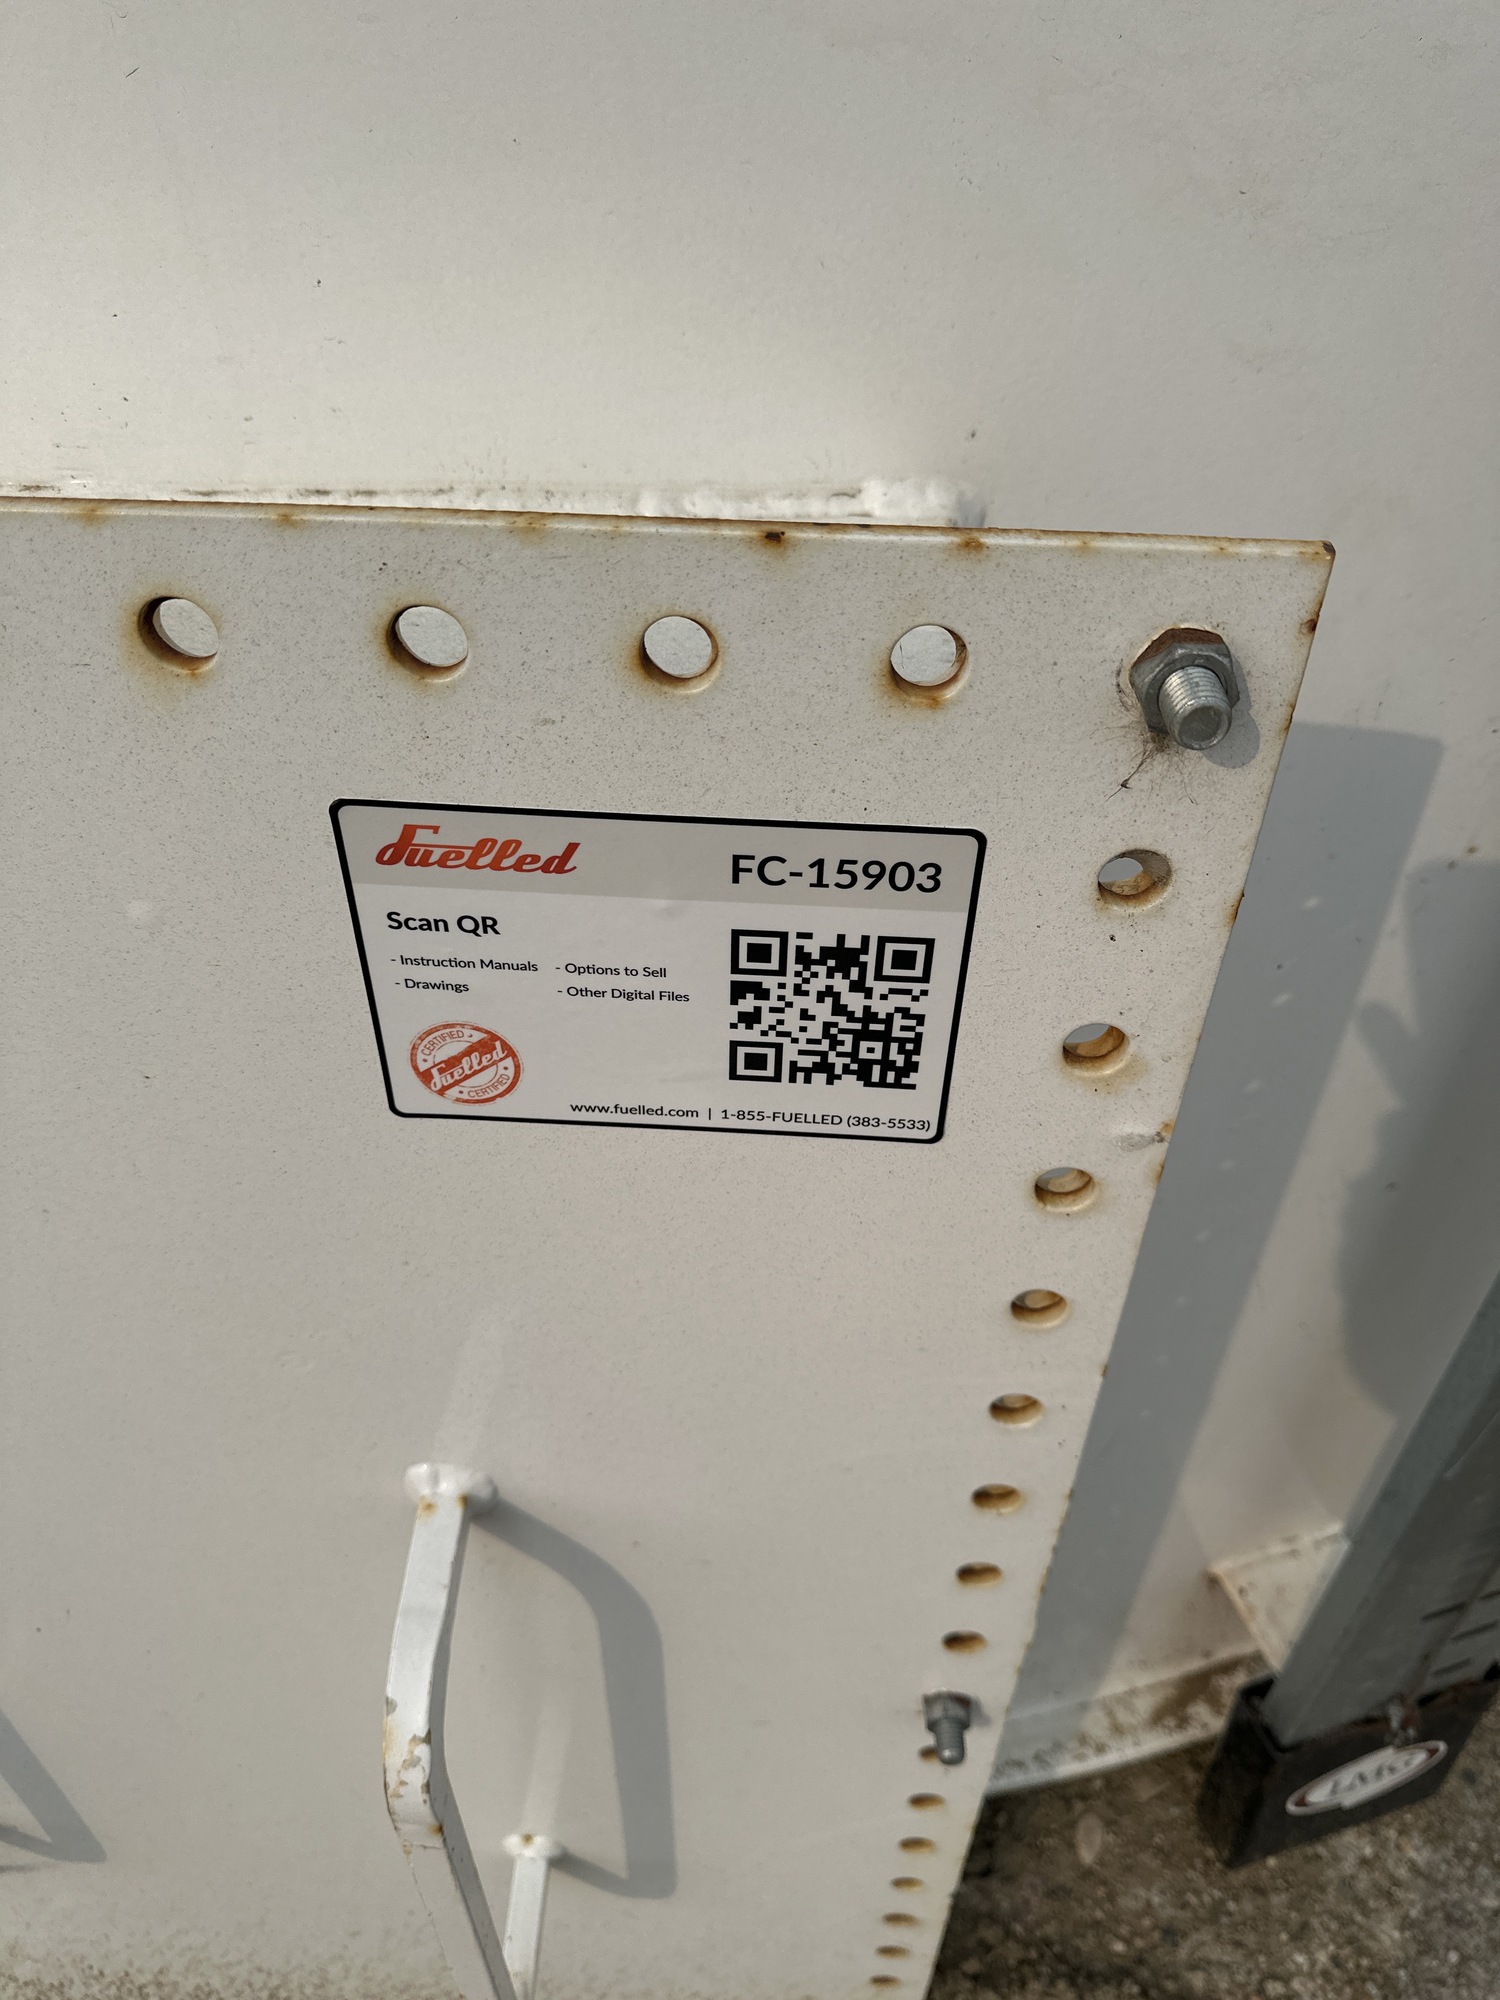 Fuelled
FC-15903
Scan QR
- Instruction Manuals
- Options to Sell
- Drawings
- Other Digital Files
CERTIFIED
Fuelled
CERTIFIED
www.fuelled.com | 1-855-FUELLED (383-5533)